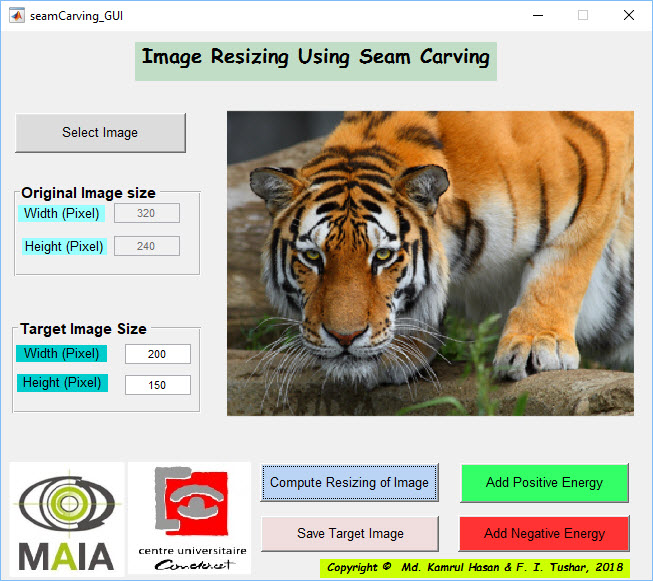 seamCarving_GUI
Image Resizing Using Seam Carving
Select Image
Original Image size
Width (Pixel)
320
Height (Pixel)
240
Target Image Size
Width (Pixel)
200
Height (Pixel)
150
MAIA
centre universitaire
Condorcet
Compute Resizing of Image
Add Positive Energy
Save Target Image
Add Negative Energy
Copyright © Md. Kamrul Hasan & F. I. Tushar, 2018